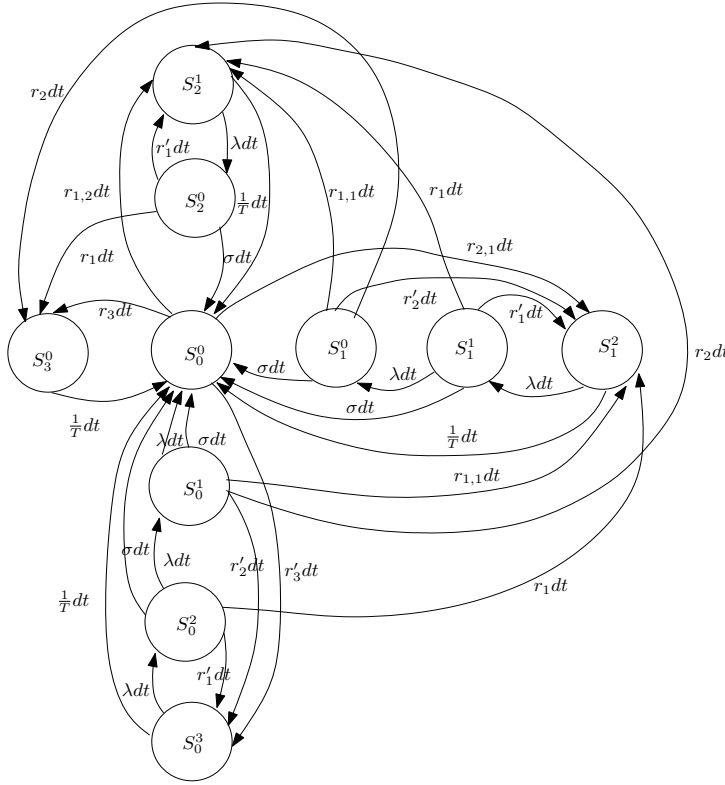 S_2^1
r_2dt
r'_1dt
λdt
r_{1,2}dt
S_2^0
\frac{1}{T}dt
r_{1,1}dt
r_1dt
r_1dt
σdt
r_{2,1}dt
r_3dt
r'_2dt
r'_1dt
S_3^0
S_0^0
S_1^0
S_1^1
S_1^2
r_2dt
σdt
λdt
λdt
\frac{1}{T}dt
σdt
λdt
σdt
\frac{1}{T}dt
S_0^1
r_{1,1}dt
σdt
λdt
r'_2dt
r'_3dt
\frac{1}{T}dt
r_1dt
S_0^2
r'_1dt
λdt
S_0^3